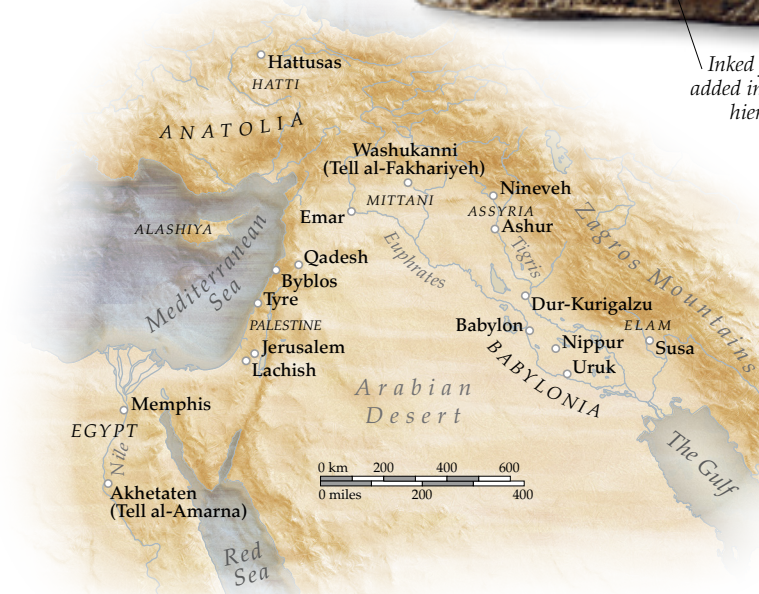 Inked
added in
hier
Hattusas
HATTI
ANATOLIA
Washukanni
(Tell al-Fakhariyeh)
Nineveh
MITTANI
ASSYRIA
Emar
Ashur
ALASHIYA
Zagros Mountains
Euphrates
Tigris
Qadesh
Mediterranean
Sea
Byblos
Tyre
Dur-Kurigalzu
PALESTINE
Babylon
ELAM
Jerusalem
Nippur
Susa
Lachish
BABYLONIA
Uruk
Arabian
Desert
Memphis
EGYPT
The Gulf
Nile
0 km 200 400 600
0 miles 200 400
Akhetaten
(Tell al-Amarna)
Red
Sea